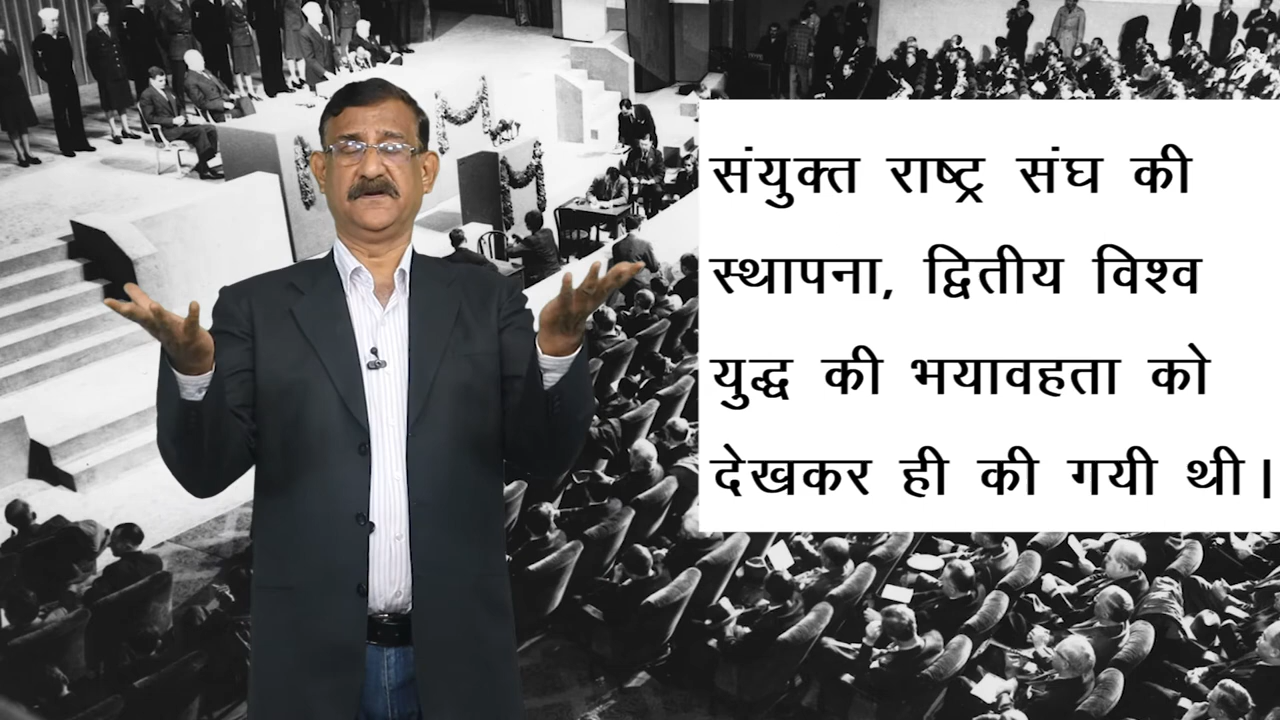 संयुक्त राष्ट्र संघ की
स्थापना, द्वितीय विश्व
युद्ध की भयावहता को
देखकर ही की गयी थी।